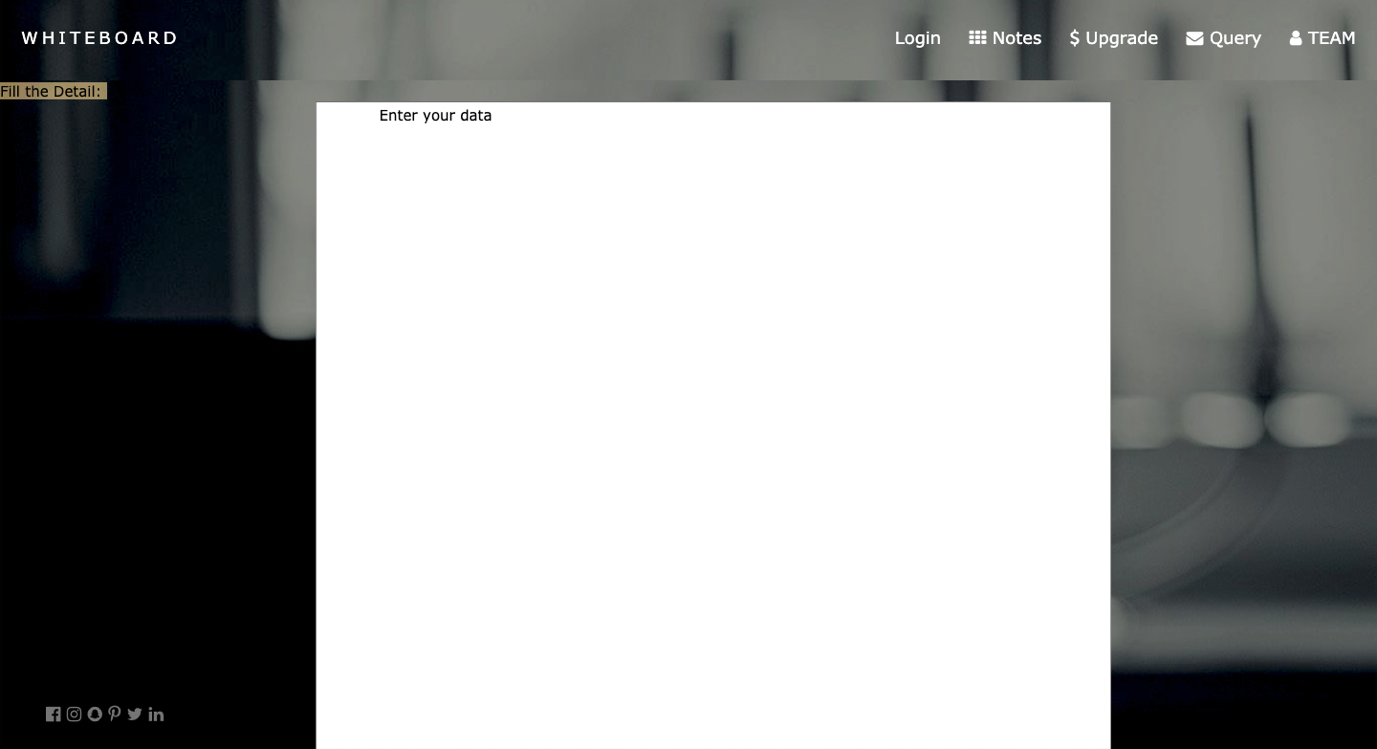 WHITEBOARD
Login Notes $ Upgrade Query TEAM
Fill the Detail:
Enter your data